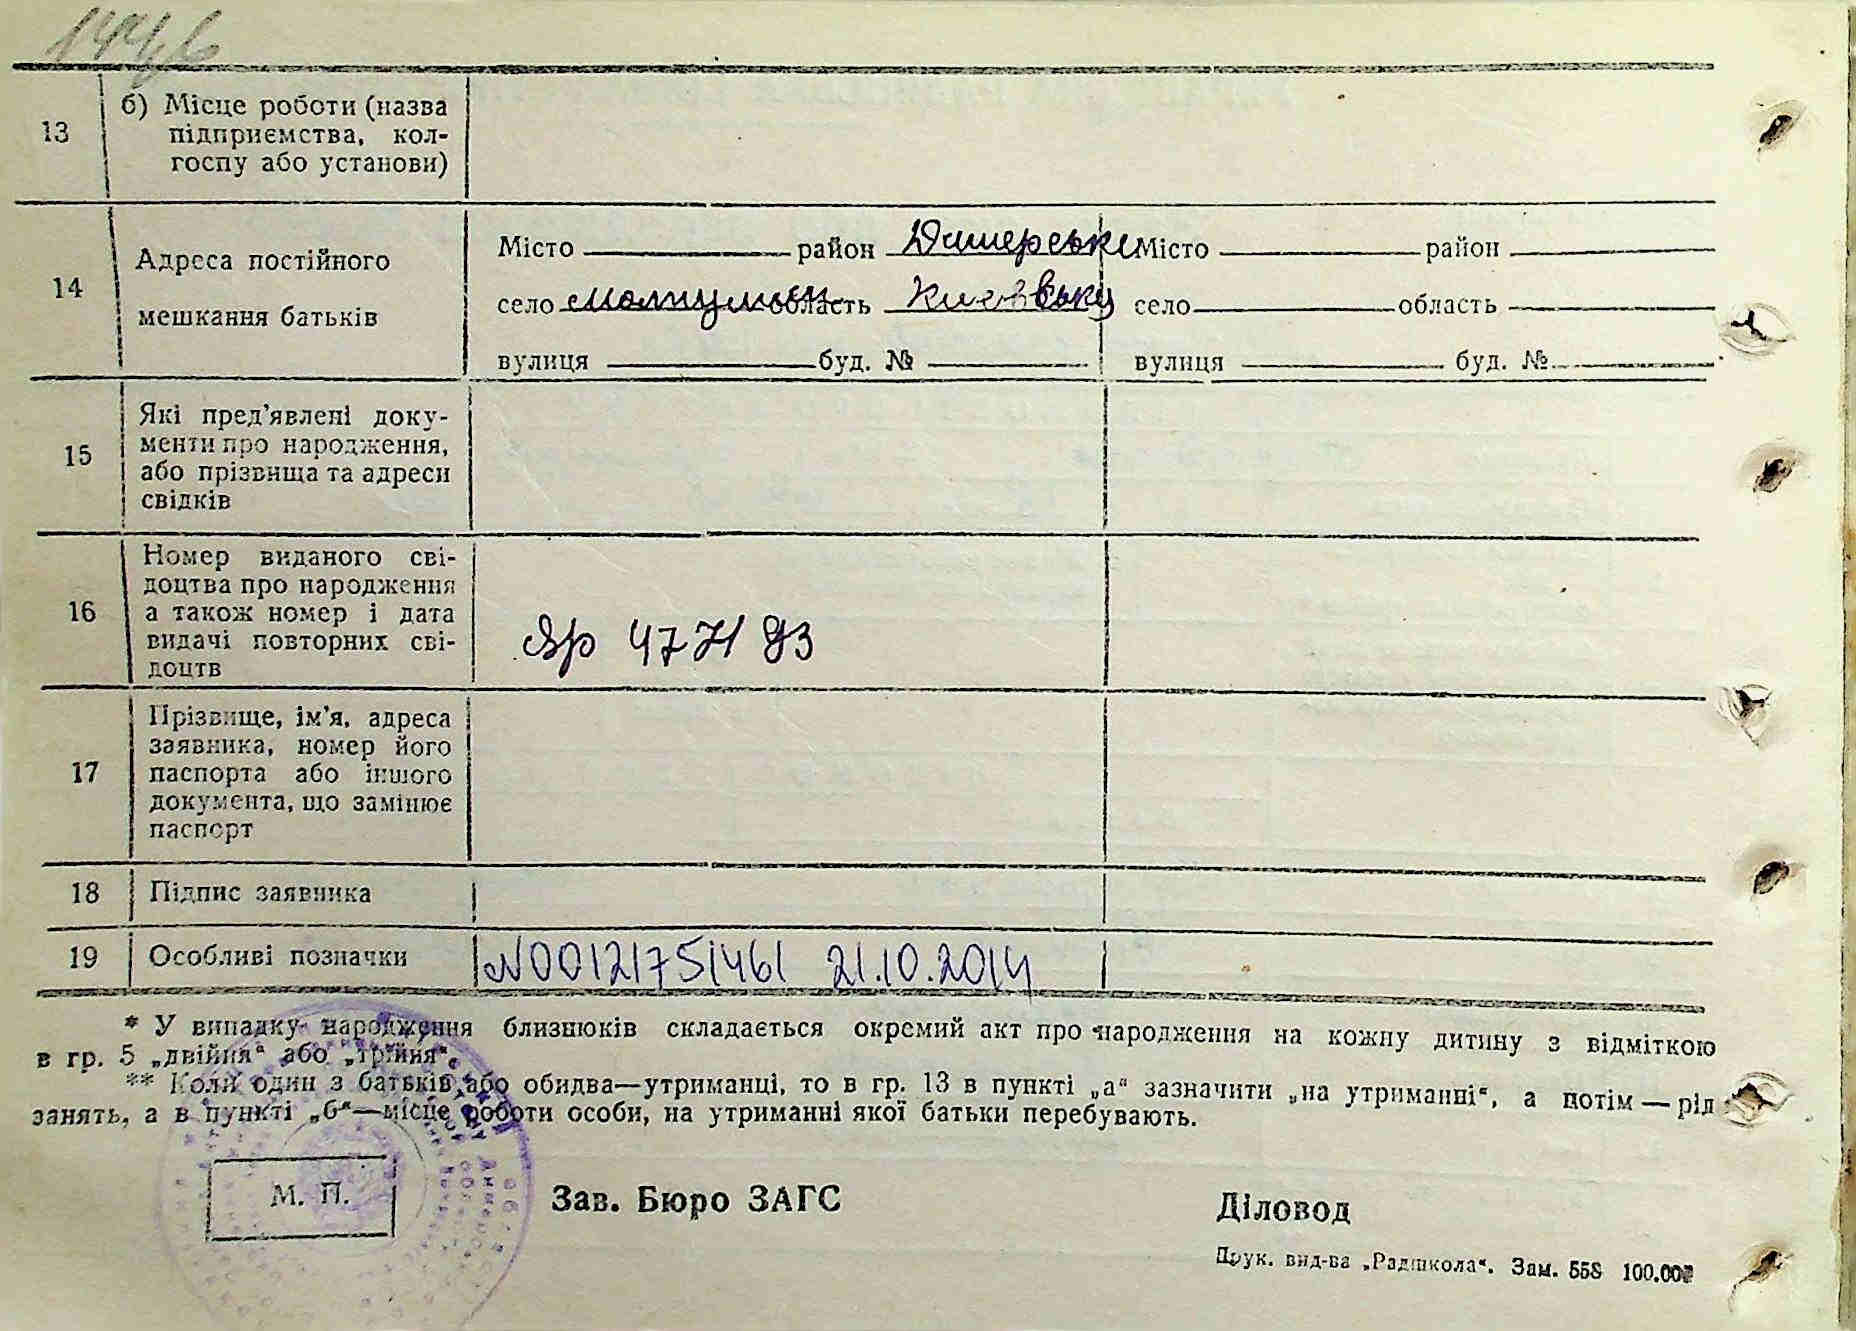 144б
13
б) Місце роботи (назва
підприємства, кол-
госпу або установи)
14
Адреса постійного
мешкання батьків
Місто район Димерське Місто район
село область Київську село область
вулиця буд. № вулиця буд. №
15
Які пред'явлені доку-
менти про народження,
або прізвища та адреси
свідків
16
Номер виданого сві-
доцтва про народження
а також номер і дата
видачі повторних сві-
доцтв
ЯР 477193
17
Прізвище, ім'я, адреса
заявника, номер його
паспорта або іншого
документа, що замінює
паспорт
18 Підпис заявника
19 Особливі позначки N00121751461 21.10.2014
* У випадку народження близнюків складається окремий акт про народження на кожну дитину з відміткою
в гр. 5 „двійня“ або „трійня“.
** Коли один з батьків або обидва—утриманці, то в гр. 13 в пункті „а“ зазначити „на утриманні“, а потім — рід
занять, а в пункті „б“—місце роботи особи, на утриманні якої батьки перебувають.
М. П.
Зав. Бюро ЗАГС
Діловод
Друк. вид-ва „Радшкола“. Зам. 558 100.000